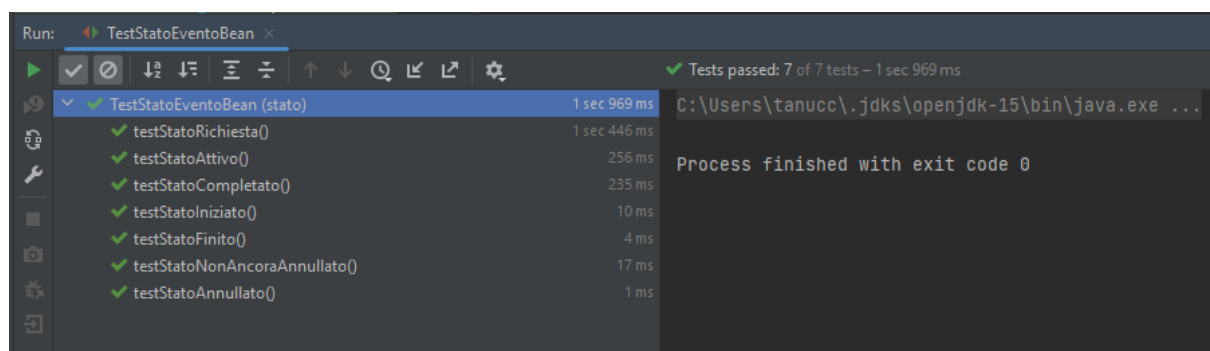 Run: TestStatoEventoBean ×
Tests passed: 7 of 7 tests – 1 sec 969 ms
TestStatoEventoBean (stato) 1 sec 969 ms
testStatoRichiesta() 1 sec 446 ms
testStatoAttivo() 256 ms
testStatoCompletato() 235 ms
testStatoIniziato() 10 ms
testStatoFinito() 4 ms
testStatoNonAncoraAnnullato() 17 ms
testStatoAnnullato() 1 ms
C:\Users\tanucc\.jdks\openjdk-15\bin\java.exe ...
Process finished with exit code 0